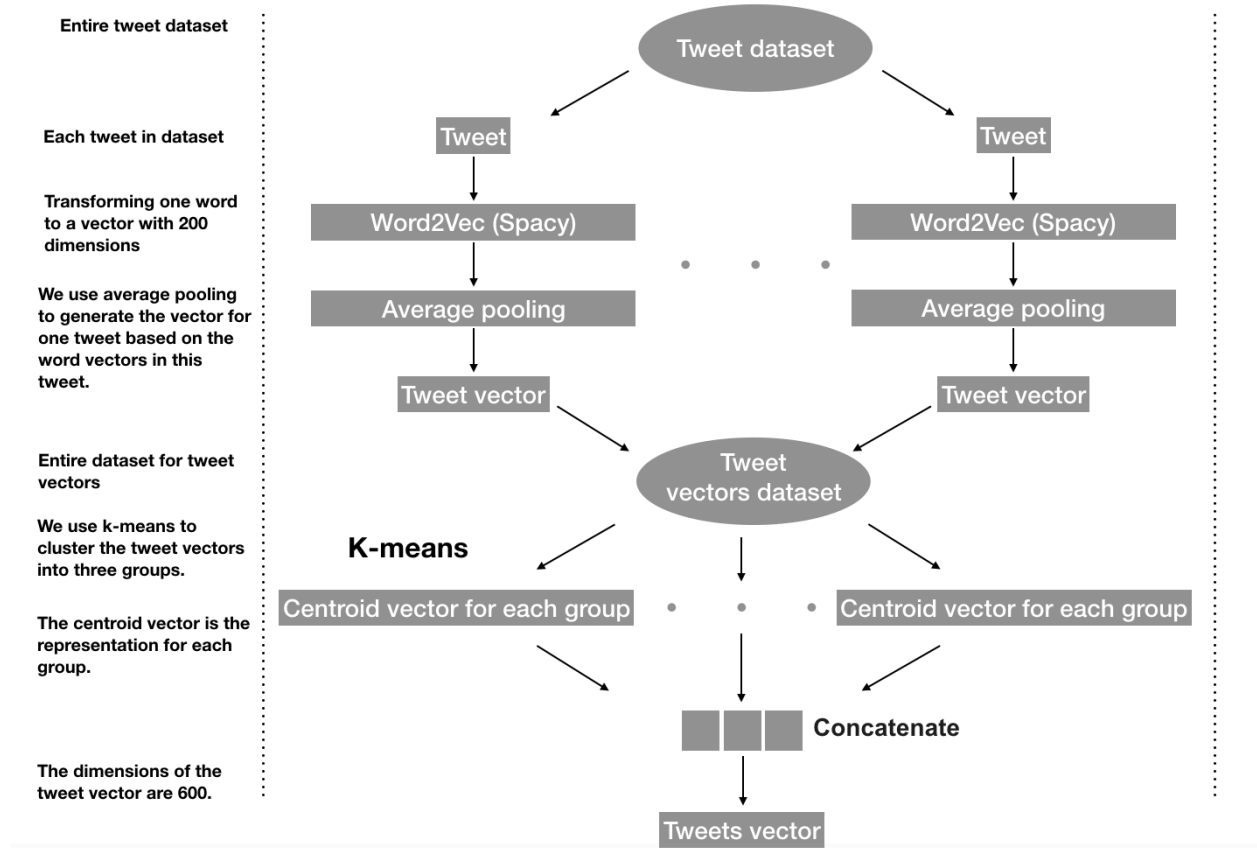 Entire tweet dataset
Tweet dataset
Each tweet in dataset
Tweet
Tweet
Transforming one word
to a vector with 200
dimensions
Word2Vec (Spacy)
Word2Vec (Spacy)
We use average pooling
to generate the vector for
one tweet based on the
word vectors in this
tweet.
Average pooling
Average pooling
Tweet vector
Tweet vector
Entire dataset for tweet
vectors
Tweet
vectors dataset
We use k-means to
cluster the tweet vectors
into three groups.
K-means
Centroid vector for each group
Centroid vector for each group
The centroid vector is the
representation for each
group.
Concatenate
The dimensions of the
tweet vector are 600.
Tweets vector